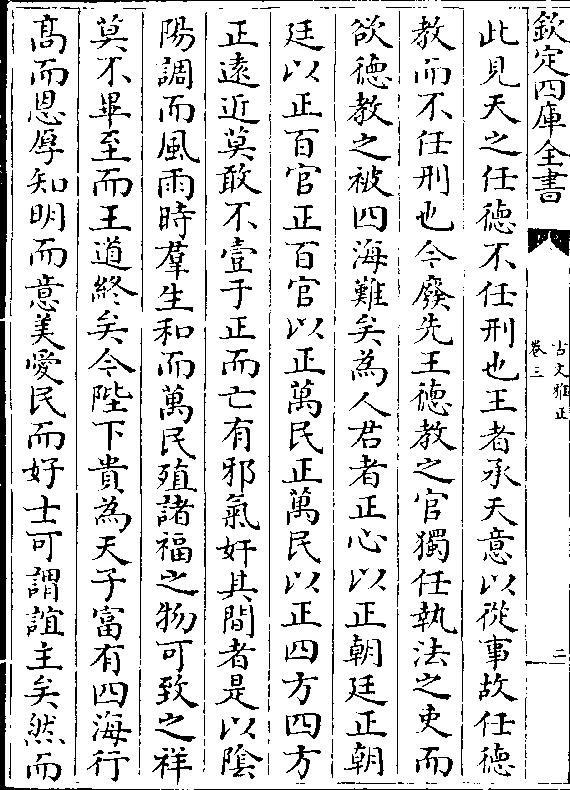 欽定四庫全書
古文雅正
卷三
二
此見天之任徳不任刑也王者承天意以從事故任徳
教而不任刑也今廢先王徳教之官獨任執法之吏而
欲徳教之被四海難矣為人君者正心以正朝廷正朝
廷以正百官正百官以正萬民正萬民以正四方四方
正遠近莫敢不壹于正而亡有邪氣奸其間者是以陰
陽調而風雨時羣生和而萬民殖諸福之物可致之祥
莫不畢至而王道終矣今陛下貴為天子富有四海行
髙而恩厚知明而意美愛民而好士可謂誼主矣然而